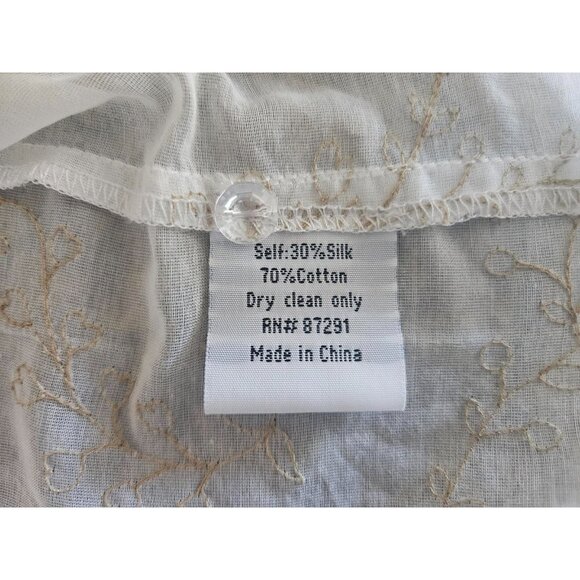 Self:30%Silk
70%Cotton
Dry clean only
RN# 87291
Made in China